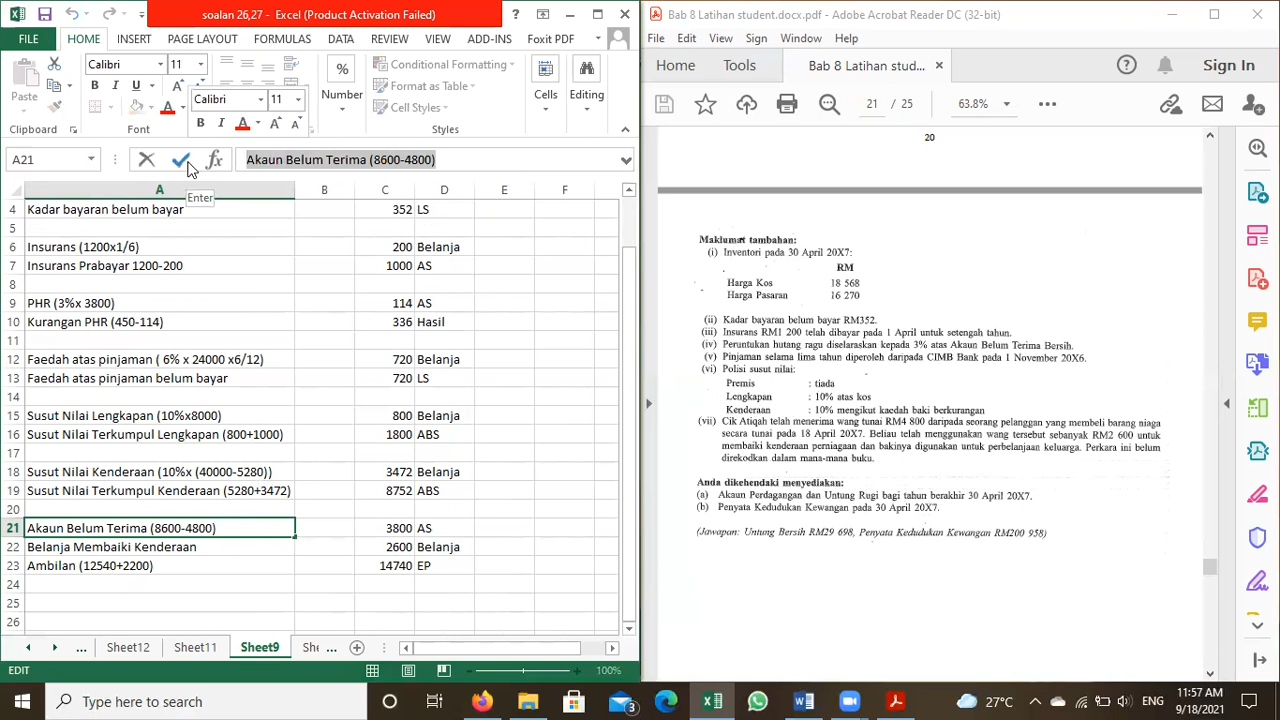 soalan 26,27 - Excel (Product Activation Failed)
?
FILE
HOME
INSERT
PAGE LAYOUT
FORMULAS
DATA
REVIEW
VIEW
ADD-INS
Foxit PDF
Paste
Calibri
11
B I U
A
Calibri
11
B I A A A
%
Number
Conditional Formatting
Format as Table
Cell Styles
Cells
Editing
Clipboard
Font
Styles
A21
fx
Akaun Belum Terima (8600-4800)
Enter
A B C D E F
4 Kadar bayaran belum bayar 352 LS
5
6 Insurans (1200x1/6) 200 Belanja
7 Insurans Prabayar 1200-200 1000 AS
8
9 PHR (3%x 3800) 114 AS
10 Kurangan PHR (450-114) 336 Hasil
11
12 Faedah atas pinjaman ( 6% x 24000 x6/12) 720 Belanja
13 Faedah atas pinjaman belum bayar 720 LS
14
15 Susut Nilai Lengkapan (10%x8000) 800 Belanja
16 Susut Nilai Terkumpul Lengkapan (800+1000) 1800 ABS
17
18 Susut Nilai Kenderaan (10%x (40000-5280)) 3472 Belanja
19 Susut Nilai Terkumpul Kenderaan (5280+3472) 8752 ABS
20
21 Akaun Belum Terima (8600-4800) 3800 AS
22 Belanja Membaiki Kenderaan 2600 Belanja
23 Ambilan (12540+2200) 14740 EP
24
25
26
... Sheet12 Sheet11 Sheet9 Sh ...
EDIT
100%
Bab 8 Latihan student.docx.pdf - Adobe Acrobat Reader DC (32-bit)
File Edit View Sign Window Help
Home Tools Bab 8 Latihan stud... × Sign In
21 / 25 63.8%
20
Maklumat tambahan:
(i) Inventori pada 30 April 20X7:
RM
Harga Kos 18 568
Harga Pasaran 16 270
(ii) Kadar bayaran belum bayar RM352.
(iii) Insurans RM1 200 telah dibayar pada 1 April untuk setengah tahun.
(iv) Peruntukan hutang ragu diselaraskan kepada 3% atas Akaun Belum Terima Bersih.
(v) Pinjaman selama lima tahun diperoleh daripada CIMB Bank pada 1 November 20X6.
(vi) Polisi susut nilai:
Premis : tiada
Lengkapan : 10% atas kos
Kenderaan : 10% mengikut kaedah baki berkurangan
(vii) Cik Atiqah telah menerima wang tunai RM4 800 daripada seorang pelanggan yang membeli barang niaga
secara tunai pada 18 April 20X7. Beliau telah menggunakan wang tersebut sebanyak RM2 600 untuk
membaiki kenderaan perniagaan dan bakinya digunakan untuk perbelanjaan keluarga. Perkara ini belum
direkodkan dalam mana-mana buku.
Anda dikehendaki menyediakan:
(a) Akaun Perdagangan dan Untung Rugi bagi tahun berakhir 30 April 20X7.
(b) Penyata Kedudukan Kewangan pada 30 April 20X7.
(Jawapan: Untung Bersih RM29 698, Penyata Kedudukan Kewangan RM200 958)
Type here to search
3
27°C
ENG
11:57 AM
9/18/2021